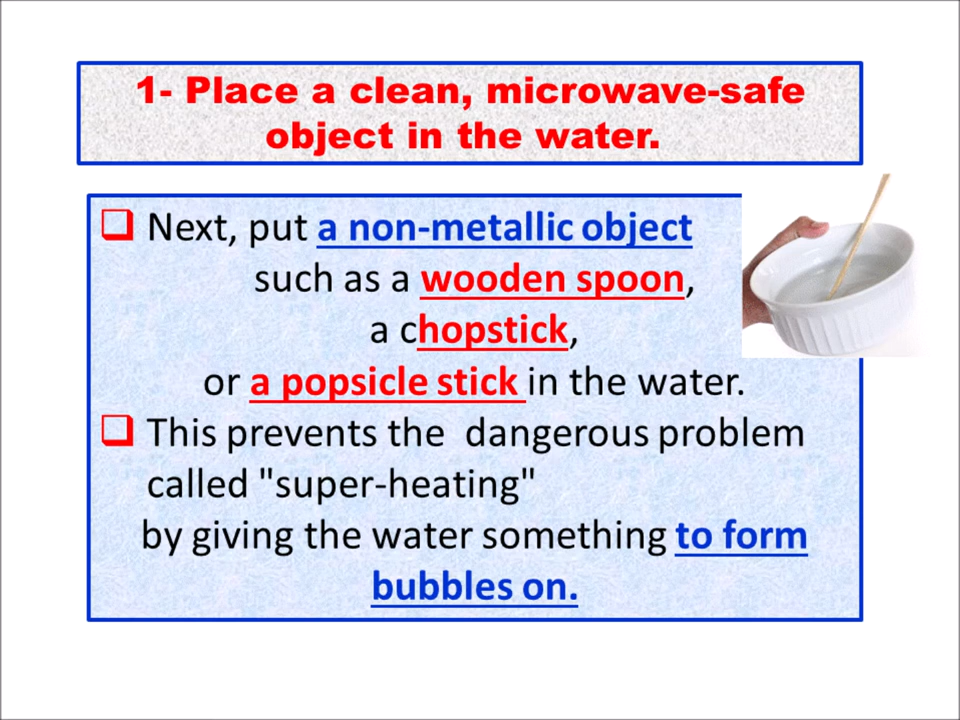 1- Place a clean, microwave-safe
object in the water.
Next, put a non-metallic object
such as a wooden spoon,
a chopstick,
or a popsicle stick in the water.
This prevents the dangerous problem
called "super-heating"
by giving the water something to form
bubbles on.